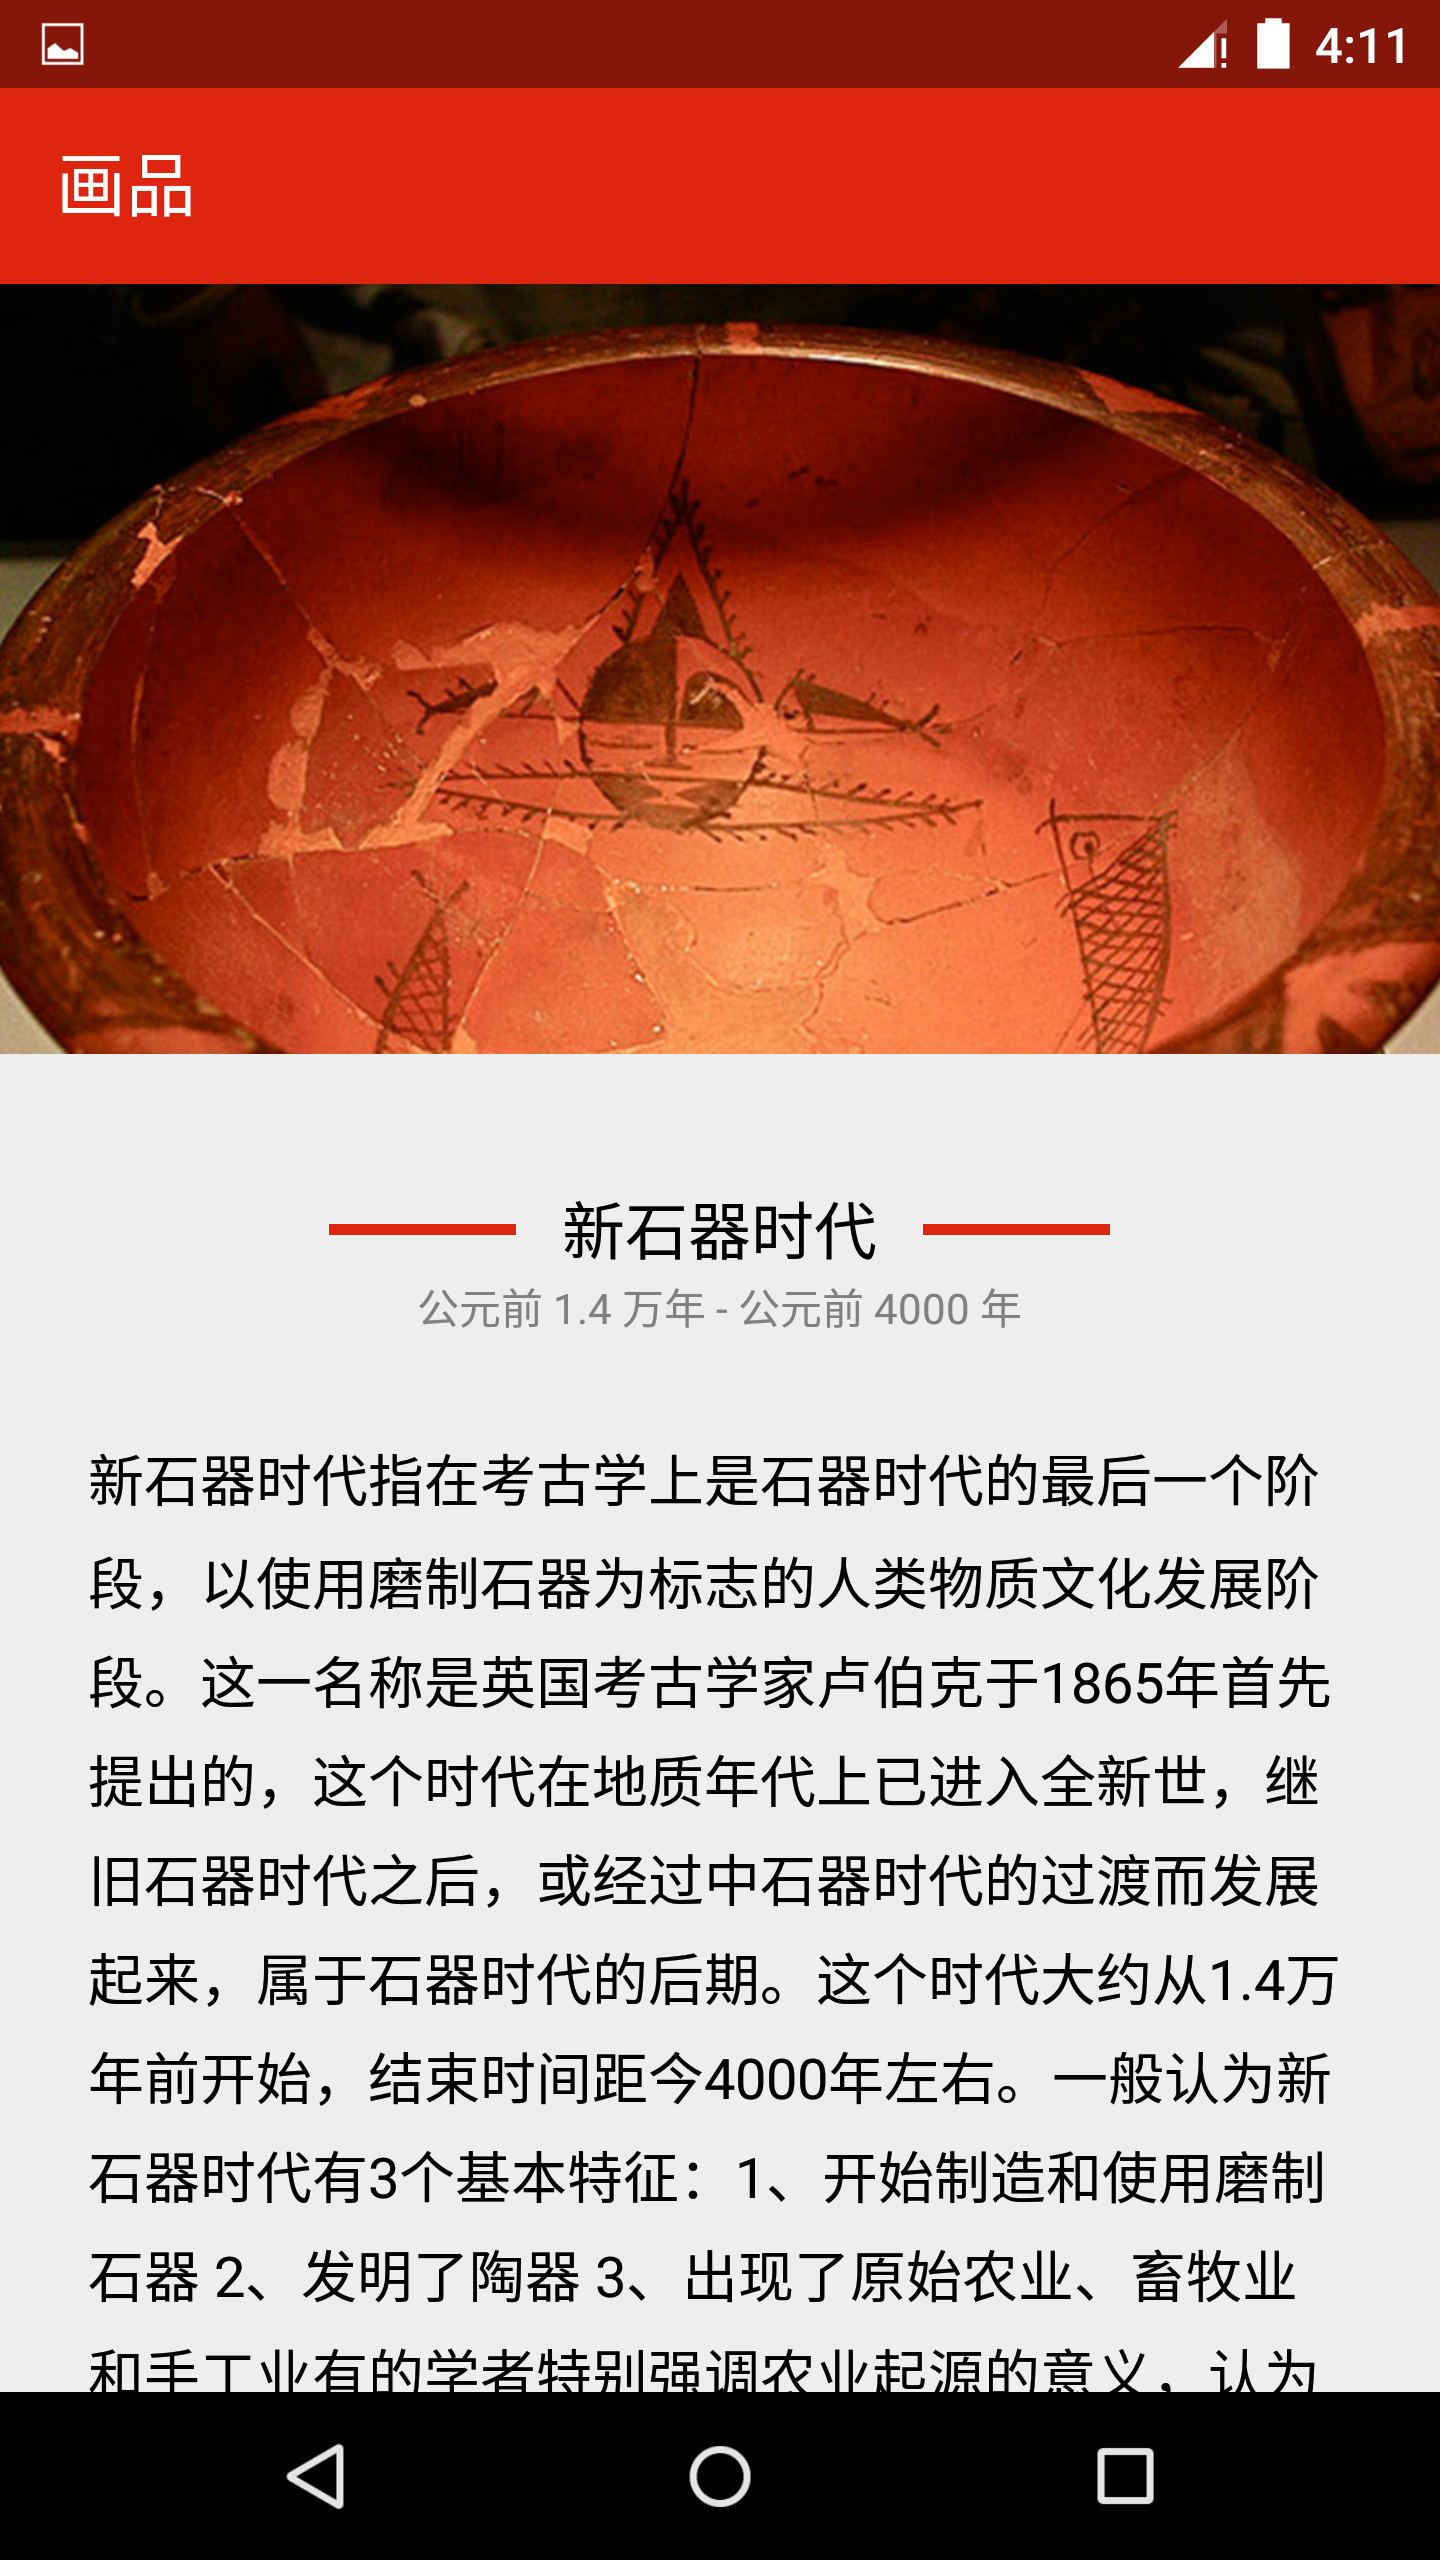 4:11
画品
新石器时代
公元前 1.4 万年 - 公元前 4000 年
新石器时代指在考古学上是石器时代的最后一个阶
段，以使用磨制石器为标志的人类物质文化发展阶
段。这一名称是英国考古学家卢伯克于1865年首先
提出的，这个时代在地质年代上已进入全新世，继
旧石器时代之后，或经过中石器时代的过渡而发展
起来，属于石器时代的后期。这个时代大约从1.4万
年前开始，结束时间距今4000年左右。一般认为新
石器时代有3个基本特征：1、开始制造和使用磨制
石器 2、发明了陶器 3、出现了原始农业、畜牧业
和手工业有的学者特别强调农业起源的意义，认为